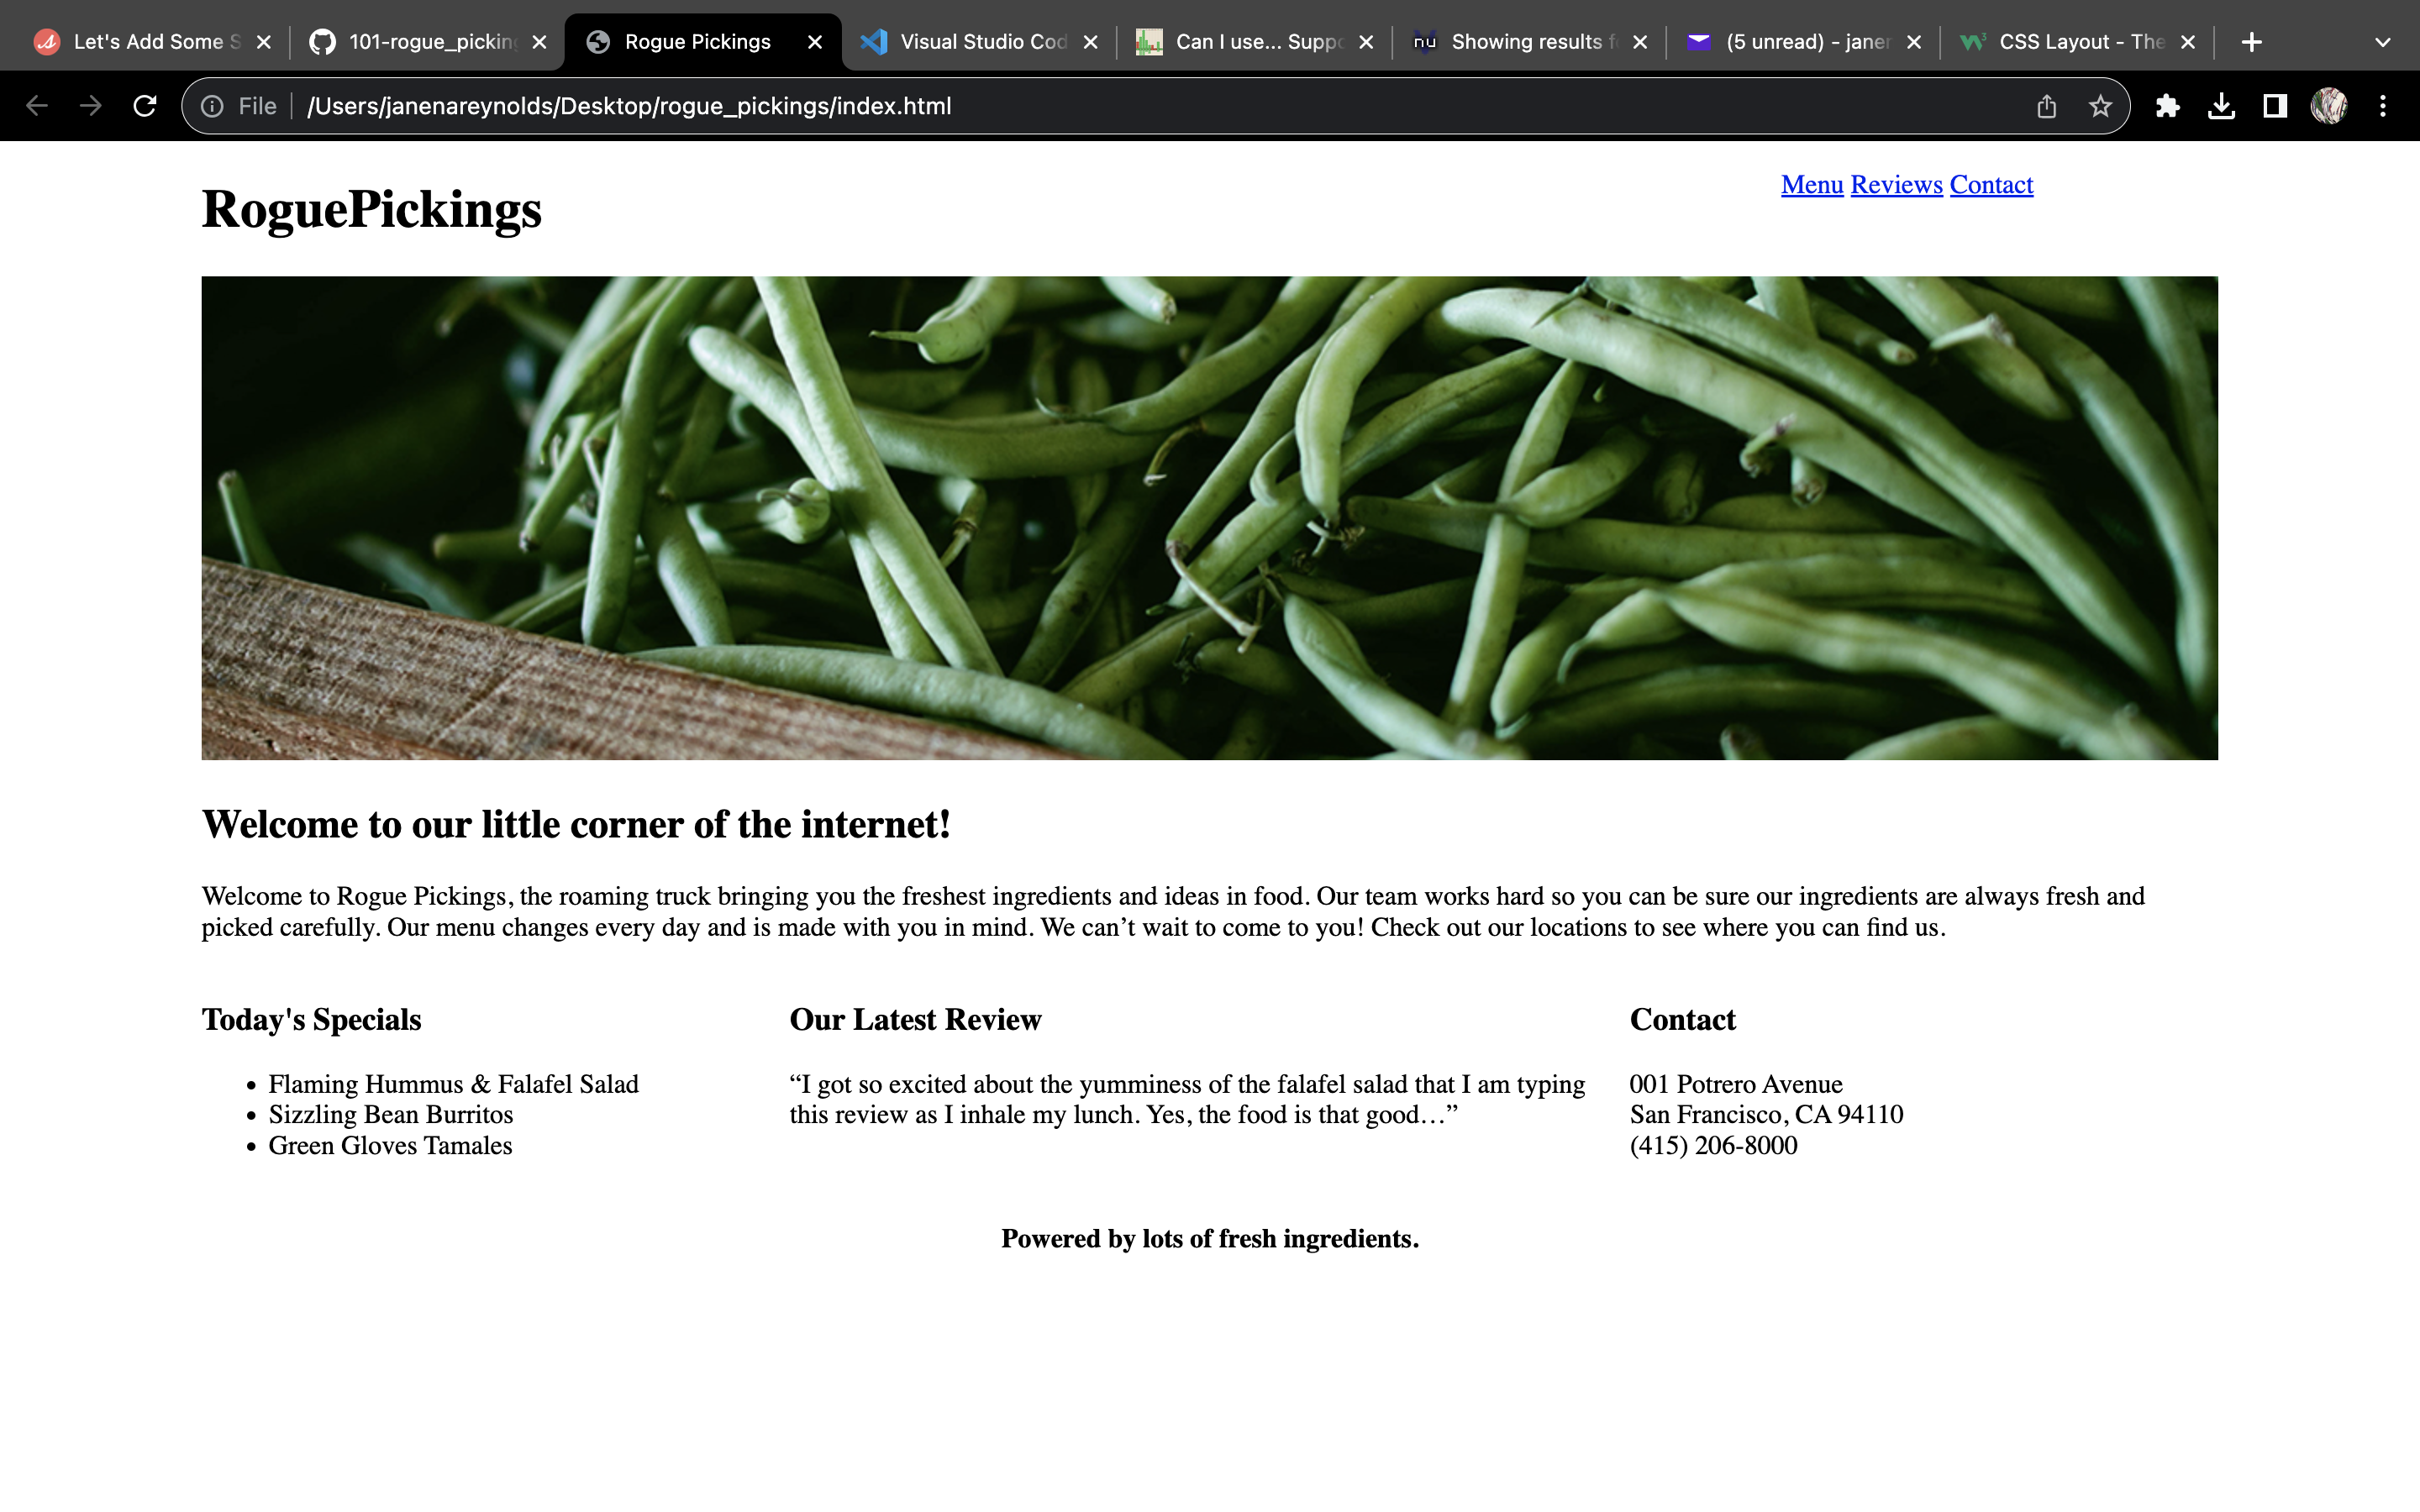 Let's Add Some S
101-rogue_picking
Rogue Pickings
Visual Studio Cod
Can I use... Suppo
Showing results f
(5 unread) - janer
CSS Layout - The
File
/Users/janenareynolds/Desktop/rogue_pickings/index.html
RoguePickings
Menu Reviews Contact
Welcome to our little corner of the internet!
Welcome to Rogue Pickings, the roaming truck bringing you the freshest ingredients and ideas in food. Our team works hard so you can be sure our ingredients are always fresh and
picked carefully. Our menu changes every day and is made with you in mind. We can’t wait to come to you! Check out our locations to see where you can find us.
Today's Specials
• Flaming Hummus & Falafel Salad
• Sizzling Bean Burritos
• Green Gloves Tamales
Our Latest Review
“I got so excited about the yumminess of the falafel salad that I am typing
this review as I inhale my lunch. Yes, the food is that good…”
Contact
001 Potrero Avenue
San Francisco, CA 94110
(415) 206-8000
Powered by lots of fresh ingredients.